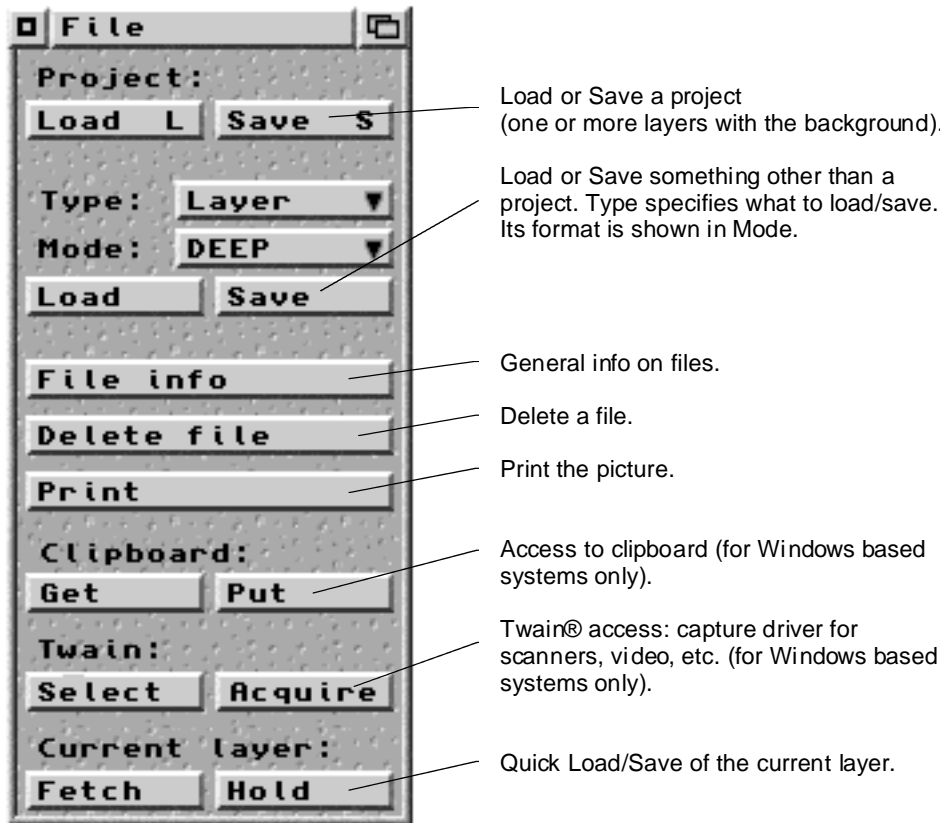 File
Project:
Load L Save S
Load or Save a project
(one or more layers with the background).
Load or Save something other than a
project. Type specifies what to load/save.
Its format is shown in Mode.
Type: Layer
Mode: DEEP
Load Save
File info
General info on files.
Delete file
Delete a file.
Print
Print the picture.
Clipboard:
Get Put
Access to clipboard (for Windows based
systems only).
Twain:
Select Acquire
Twain® access: capture driver for
scanners, video, etc. (for Windows based
systems only).
Current layer:
Fetch Hold
Quick Load/Save of the current layer.